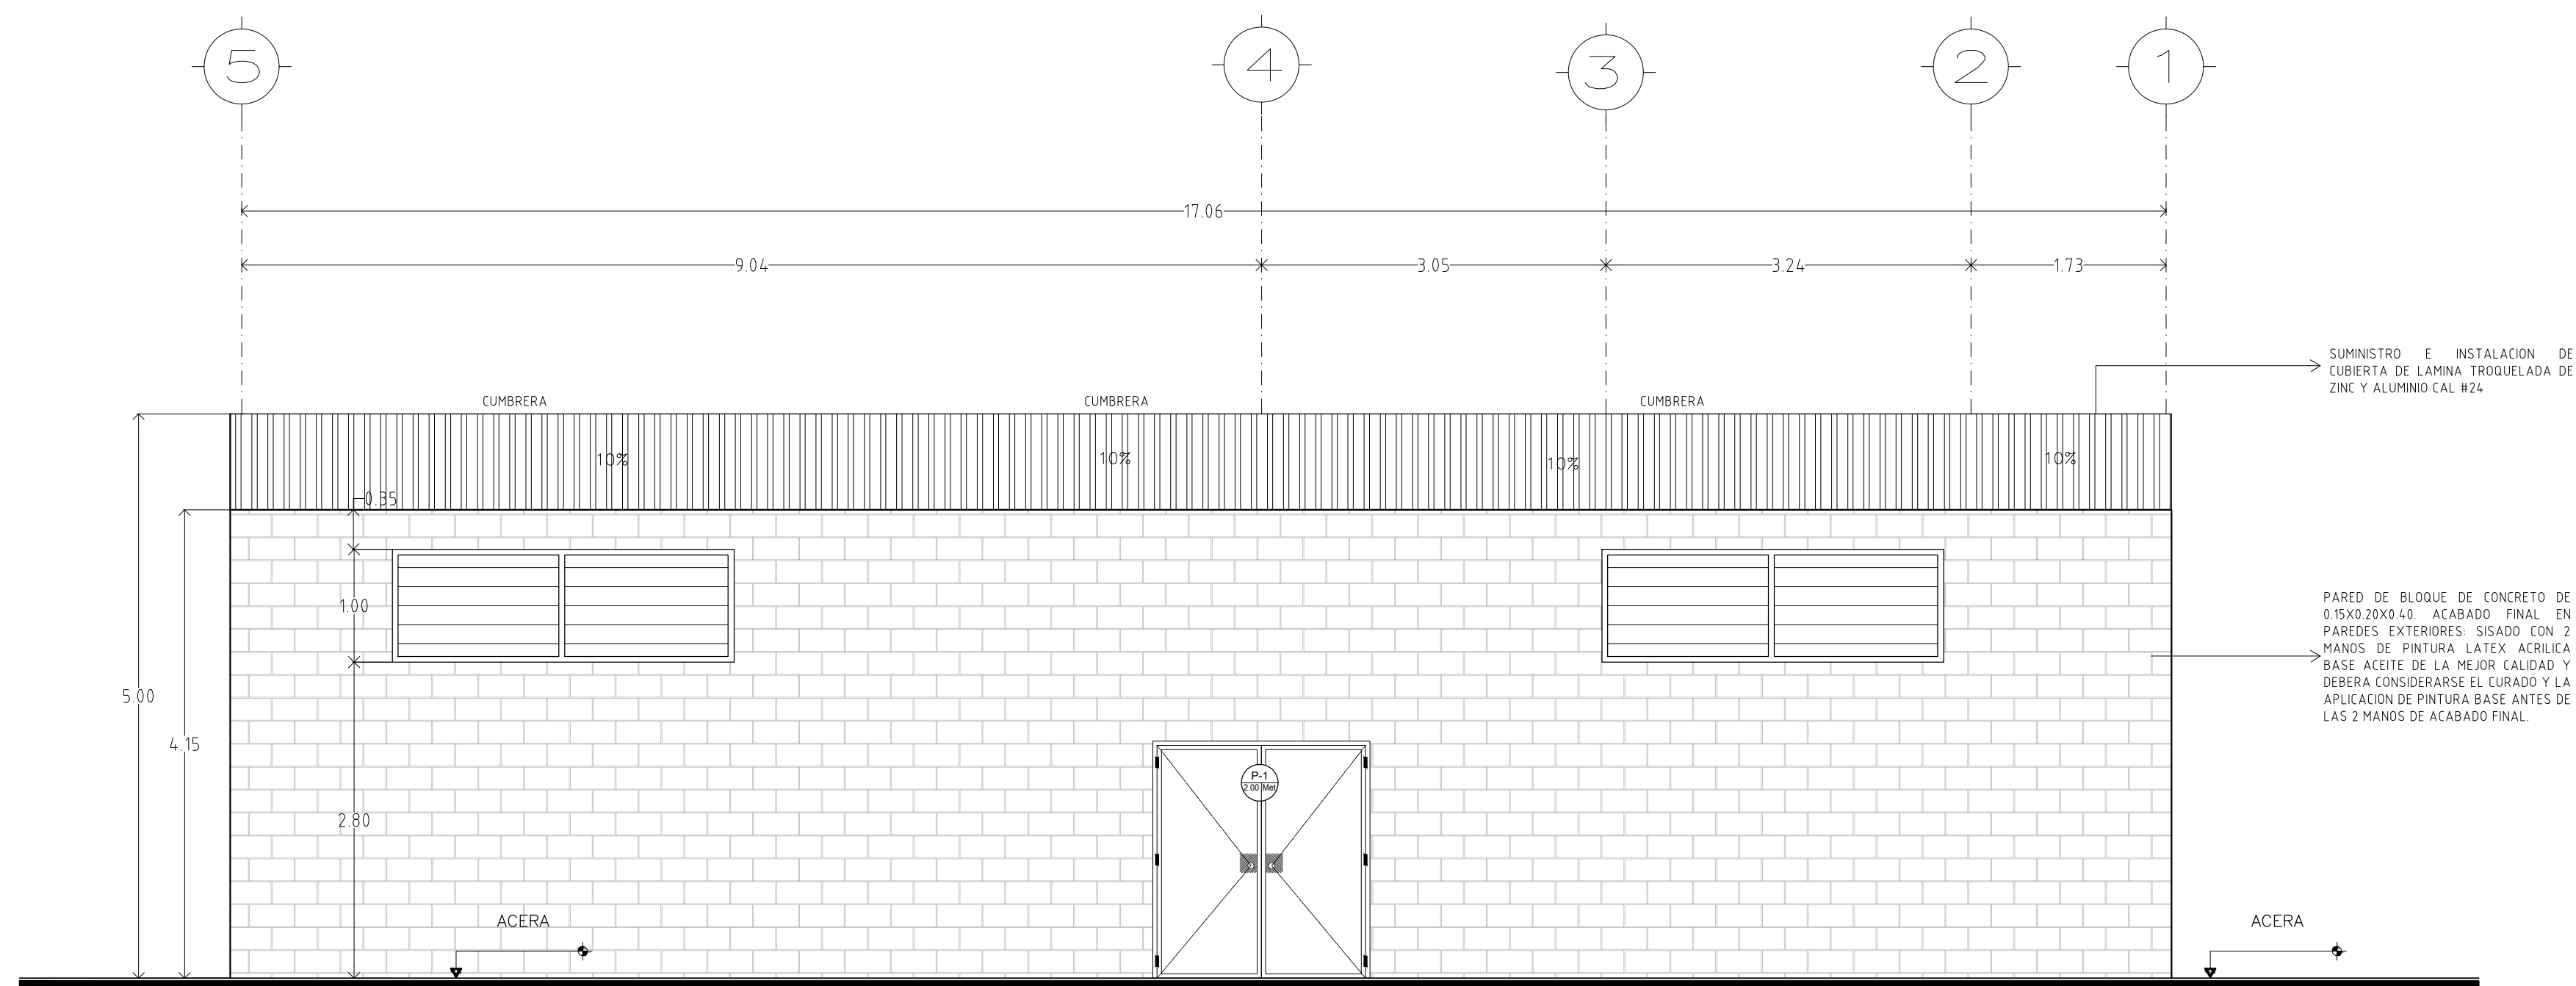 5
4
3
2
1
17.06
9.04
3.05
3.24
1.73
SUMINISTRO E INSTALACION DE
CUBIERTA DE LAMINA TROQUELADA DE
ZINC Y ALUMINIO CAL #24
CUMBRERA
CUMBRERA
CUMBRERA
10%
10%
10%
10%
0.35
1.00
PARED DE BLOQUE DE CONCRETO DE
0.15X0.20X0.40. ACABADO FINAL EN
PAREDES EXTERIORES: SISADO CON 2
MANOS DE PINTURA LATEX ACRILICA
BASE ACEITE DE LA MEJOR CALIDAD Y
DEBERA CONSIDERARSE EL CURADO Y LA
APLICACION DE PINTURA BASE ANTES DE
LAS 2 MANOS DE ACABADO FINAL.
5.00
4.15
P-1
2.00 Met
2.80
ACERA
ACERA